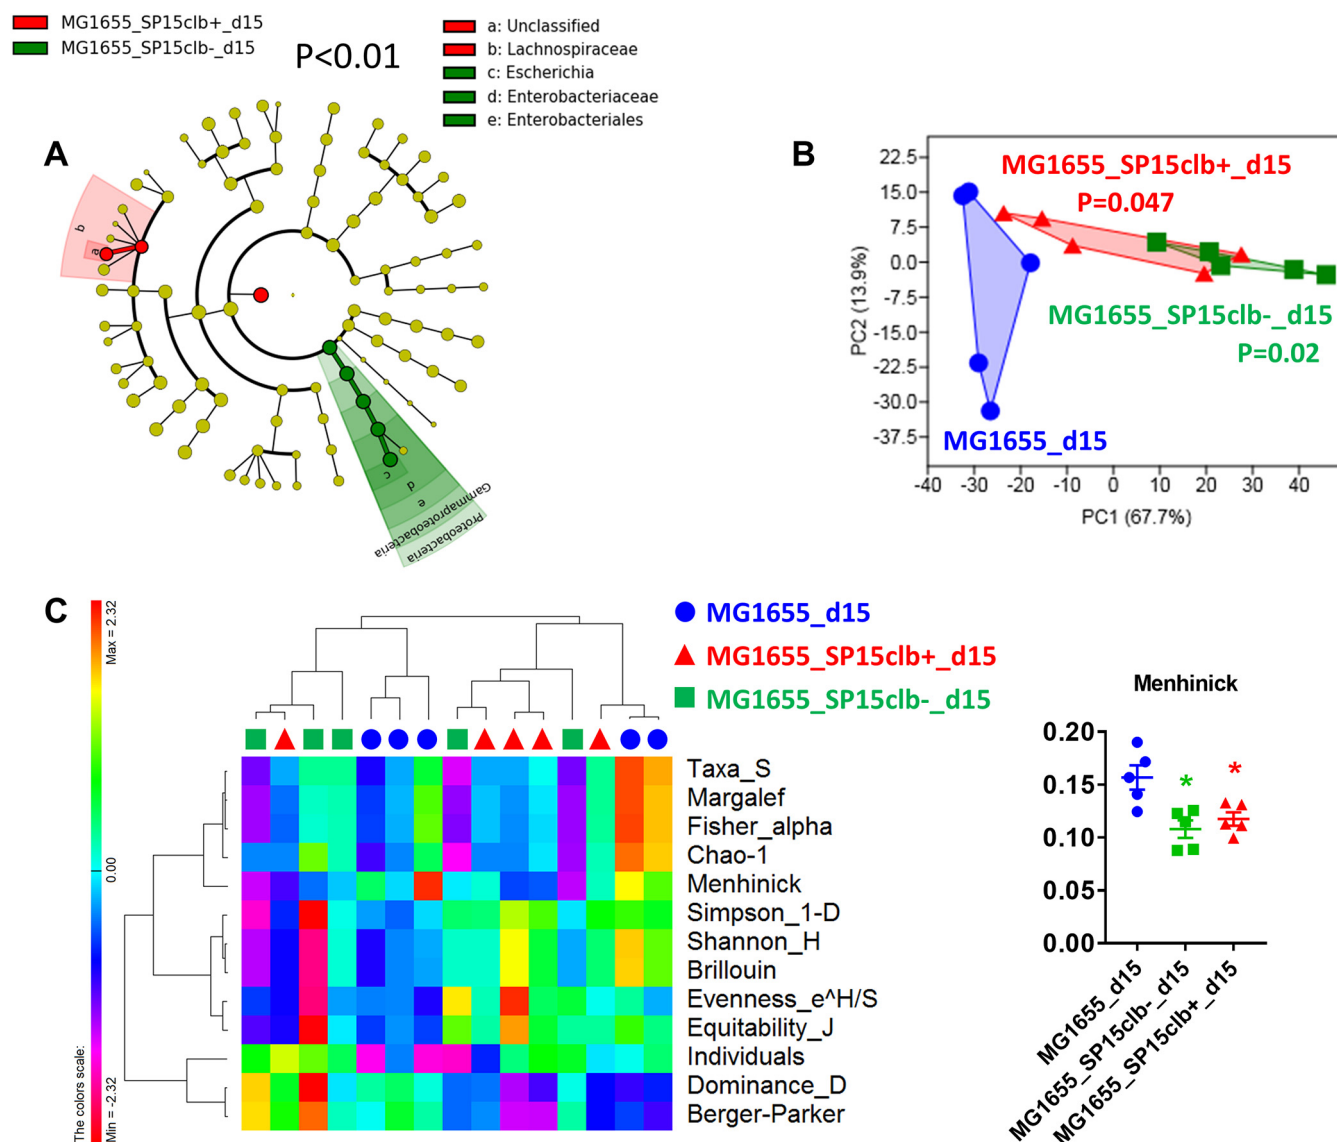 MG1655_SP15clb+_d15
MG1655_SP15clb-_d15
P<0.01
a: Unclassified
b: Lachnospiraceae
c: Escherichia
d: Enterobacteriaceae
e: Enterobacteriales
A
b
a
c
d
e
Gammaproteobacteria
Proteobacteria
B
MG1655_SP15clb+_d15
P=0.047
MG1655_SP15clb-_d15
P=0.02
MG1655_d15
PC2 (13.9%)
22.5
15.0
7.5
0.0
-7.5
-15.0
-22.5
-30.0
-37.5
-40 -30 -20 -10 0 10 20 30 40
PC1 (67.7%)
C
The colors scale:
Min = -2.32
0.00
Max = 2.32
MG1655_d15
MG1655_SP15clb+_d15
MG1655_SP15clb-_d15
Taxa_S
Margalef
Fisher_alpha
Chao-1
Menhinick
Simpson_1-D
Shannon_H
Brillouin
Evenness_e^H/S
Equitability_J
Individuals
Dominance_D
Berger-Parker
Menhinick
0.20
0.15
0.10
0.05
0.00
*
*
MG1655_d15
MG1655_SP15clb-_d15
MG1655_SP15clb+_d15